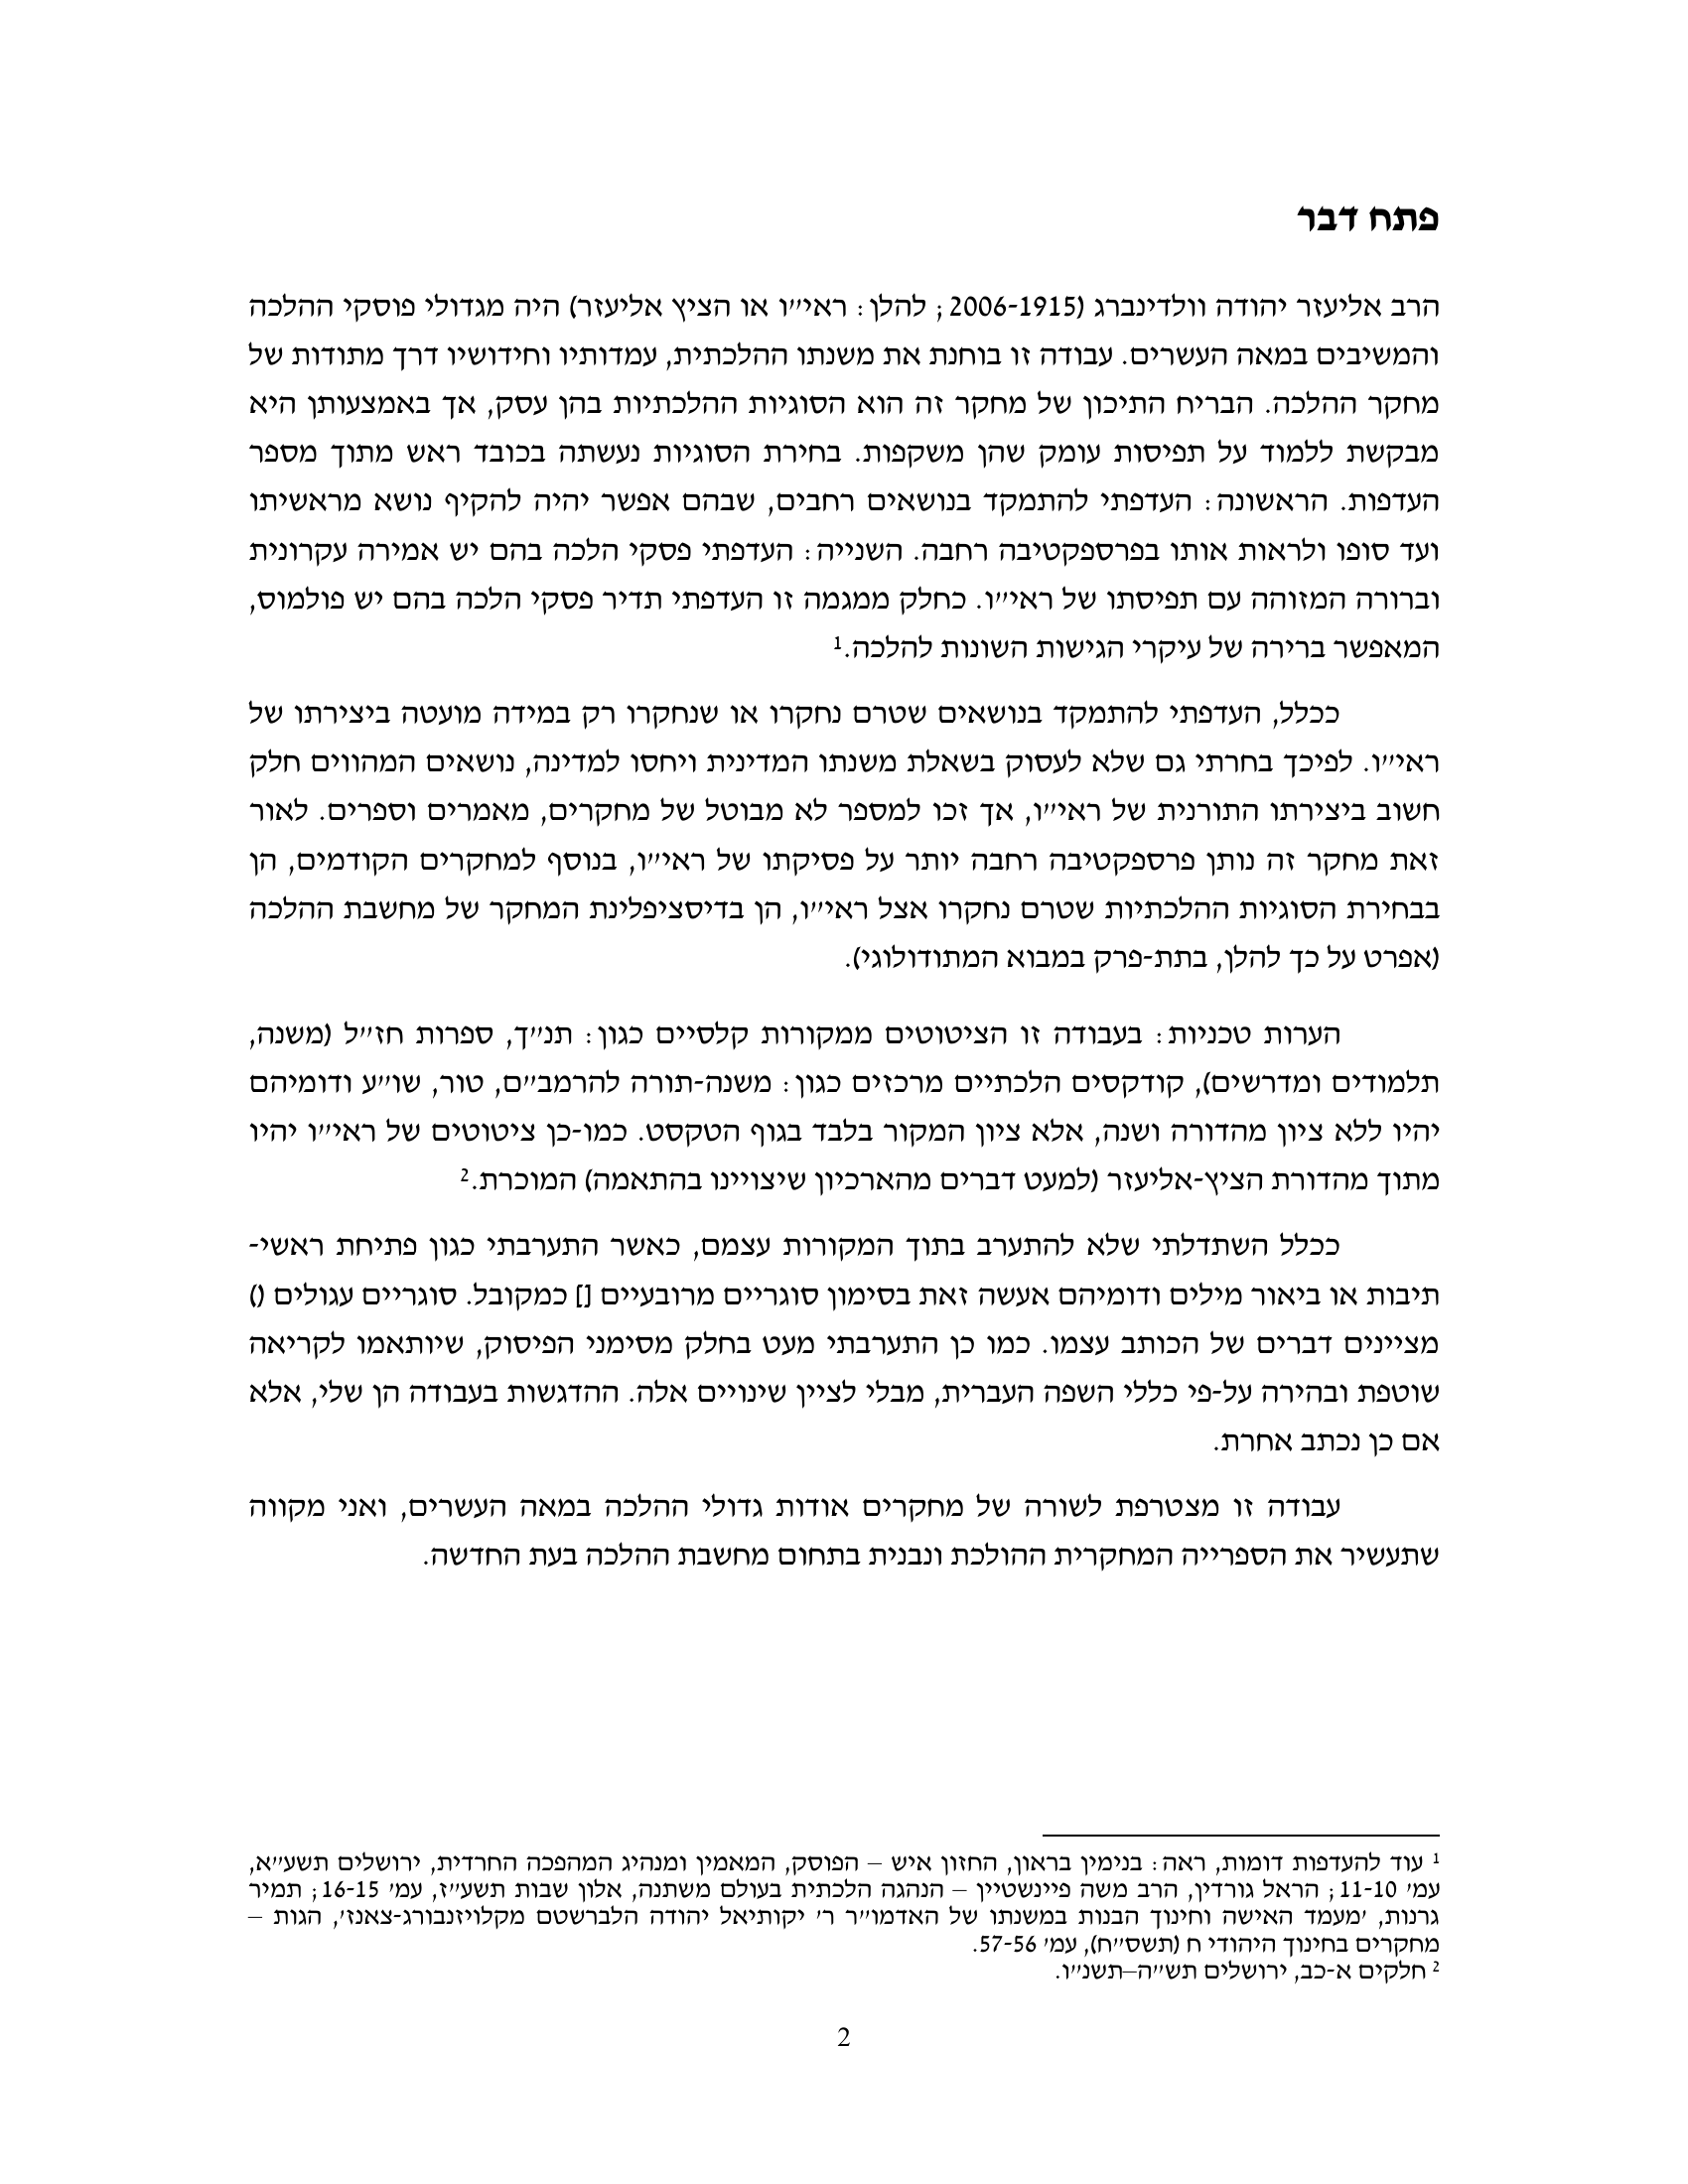 פתח דבר
הרב אליעזר יהודה וולדינברג (2006-1915; להלן: ראי״ו או הציץ אליעזר) היה מגדולי פוסקי ההלכה
והמשיבים במאה העשרים. עבודה זו בוחנת את משנתו ההלכתית, עמדותיו וחידושיו דרך מתודות של
מחקר ההלכה. הבריח התיכון של מחקר זה הוא הסוגיות ההלכתיות בהן עסק, אך באמצעותן היא
מבקשת ללמוד על תפיסות עומק שהן משקפות. בחירת הסוגיות נעשתה בכובד ראש מתוך מספר
העדפות. הראשונה: העדפתי להתמקד בנושאים רחבים, שבהם אפשר יהיה להקיף נושא מראשיתו
ועד סופו ולראות אותו בפרספקטיבה רחבה. השנייה: העדפתי פסקי הלכה בהם יש אמירה עקרונית
וברורה המזוהה עם תפיסתו של ראי״ו. כחלק ממגמה זו העדפתי תדיר פסקי הלכה בהם יש פולמוס,
המאפשר ברירה של עיקרי הגישות השונות להלכה.¹
ככלל, העדפתי להתמקד בנושאים שטרם נחקרו או שנחקרו רק במידה מועטה ביצירתו של
ראי״ו. לפיכך בחרתי גם שלא לעסוק בשאלת משנתו המדינית ויחסו למדינה, נושאים המהווים חלק
חשוב ביצירתו התורנית של ראי״ו, אך זכו למספר לא מבוטל של מחקרים, מאמרים וספרים. לאור
זאת מחקר זה נותן פרספקטיבה רחבה יותר על פסיקתו של ראי״ו, בנוסף למחקרים הקודמים, הן
בבחירת הסוגיות ההלכתיות שטרם נחקרו אצל ראי״ו, הן בדיסציפלינת המחקר של מחשבת ההלכה
(אפרט על כך להלן, בתת-פרק במבוא המתודולוגי).
הערות טכניות: בעבודה זו הציטוטים ממקורות קלסיים כגון: תנ״ך, ספרות חז״ל (משנה,
תלמודים ומדרשים), קודקסים הלכתיים מרכזים כגון: משנה-תורה להרמב״ם, טור, שו״ע ודומיהם
יהיו ללא ציון מהדורה ושנה, אלא ציון המקור בלבד בגוף הטקסט. כמו-כן ציטוטים של ראי״ו יהיו
מתוך מהדורת הציץ-אליעזר (למעט דברים מהארכיון שיצויינו בהתאמה) המוכרת.²
ככלל השתדלתי שלא להתערב בתוך המקורות עצמם, כאשר התערבתי כגון פתיחת ראשי-
תיבות או ביאור מילים ודומיהם אעשה זאת בסימון סוגריים מרובעיים [] כמקובל. סוגריים עגולים ()
מציינים דברים של הכותב עצמו. כמו כן התערבתי מעט בחלק מסימני הפיסוק, שיותאמו לקריאה
שוטפת ובהירה על-פי כללי השפה העברית, מבלי לציין שינויים אלה. ההדגשות בעבודה הן שלי, אלא
אם כן נכתב אחרת.
עבודה זו מצטרפת לשורה של מחקרים אודות גדולי ההלכה במאה העשרים, ואני מקווה
שתעשיר את הספרייה המחקרית ההולכת ונבנית בתחום מחשבת ההלכה בעת החדשה.
¹ עוד להעדפות דומות, ראה: בנימין בראון, החזון איש – הפוסק, המאמין ומנהיג המהפכה החרדית, ירושלים תשע״א,
עמ׳ 11-10; הראל גורדין, הרב משה פיינשטיין – הנהגה הלכתית בעולם משתנה, אלון שבות תשע״ז, עמ׳ 16-15; תמיר
גרנות, ׳מעמד האישה וחינוך הבנות במשנתו של האדמו״ר ר׳ יקותיאל יהודה הלברשטם מקלויזנבורג-צאנז׳, הגות –
מחקרים בחינוך היהודי ח (תשס״ח), עמ׳ 57-56.
² חלקים א-כב, ירושלים תש״ה–תשנ״ו.
2